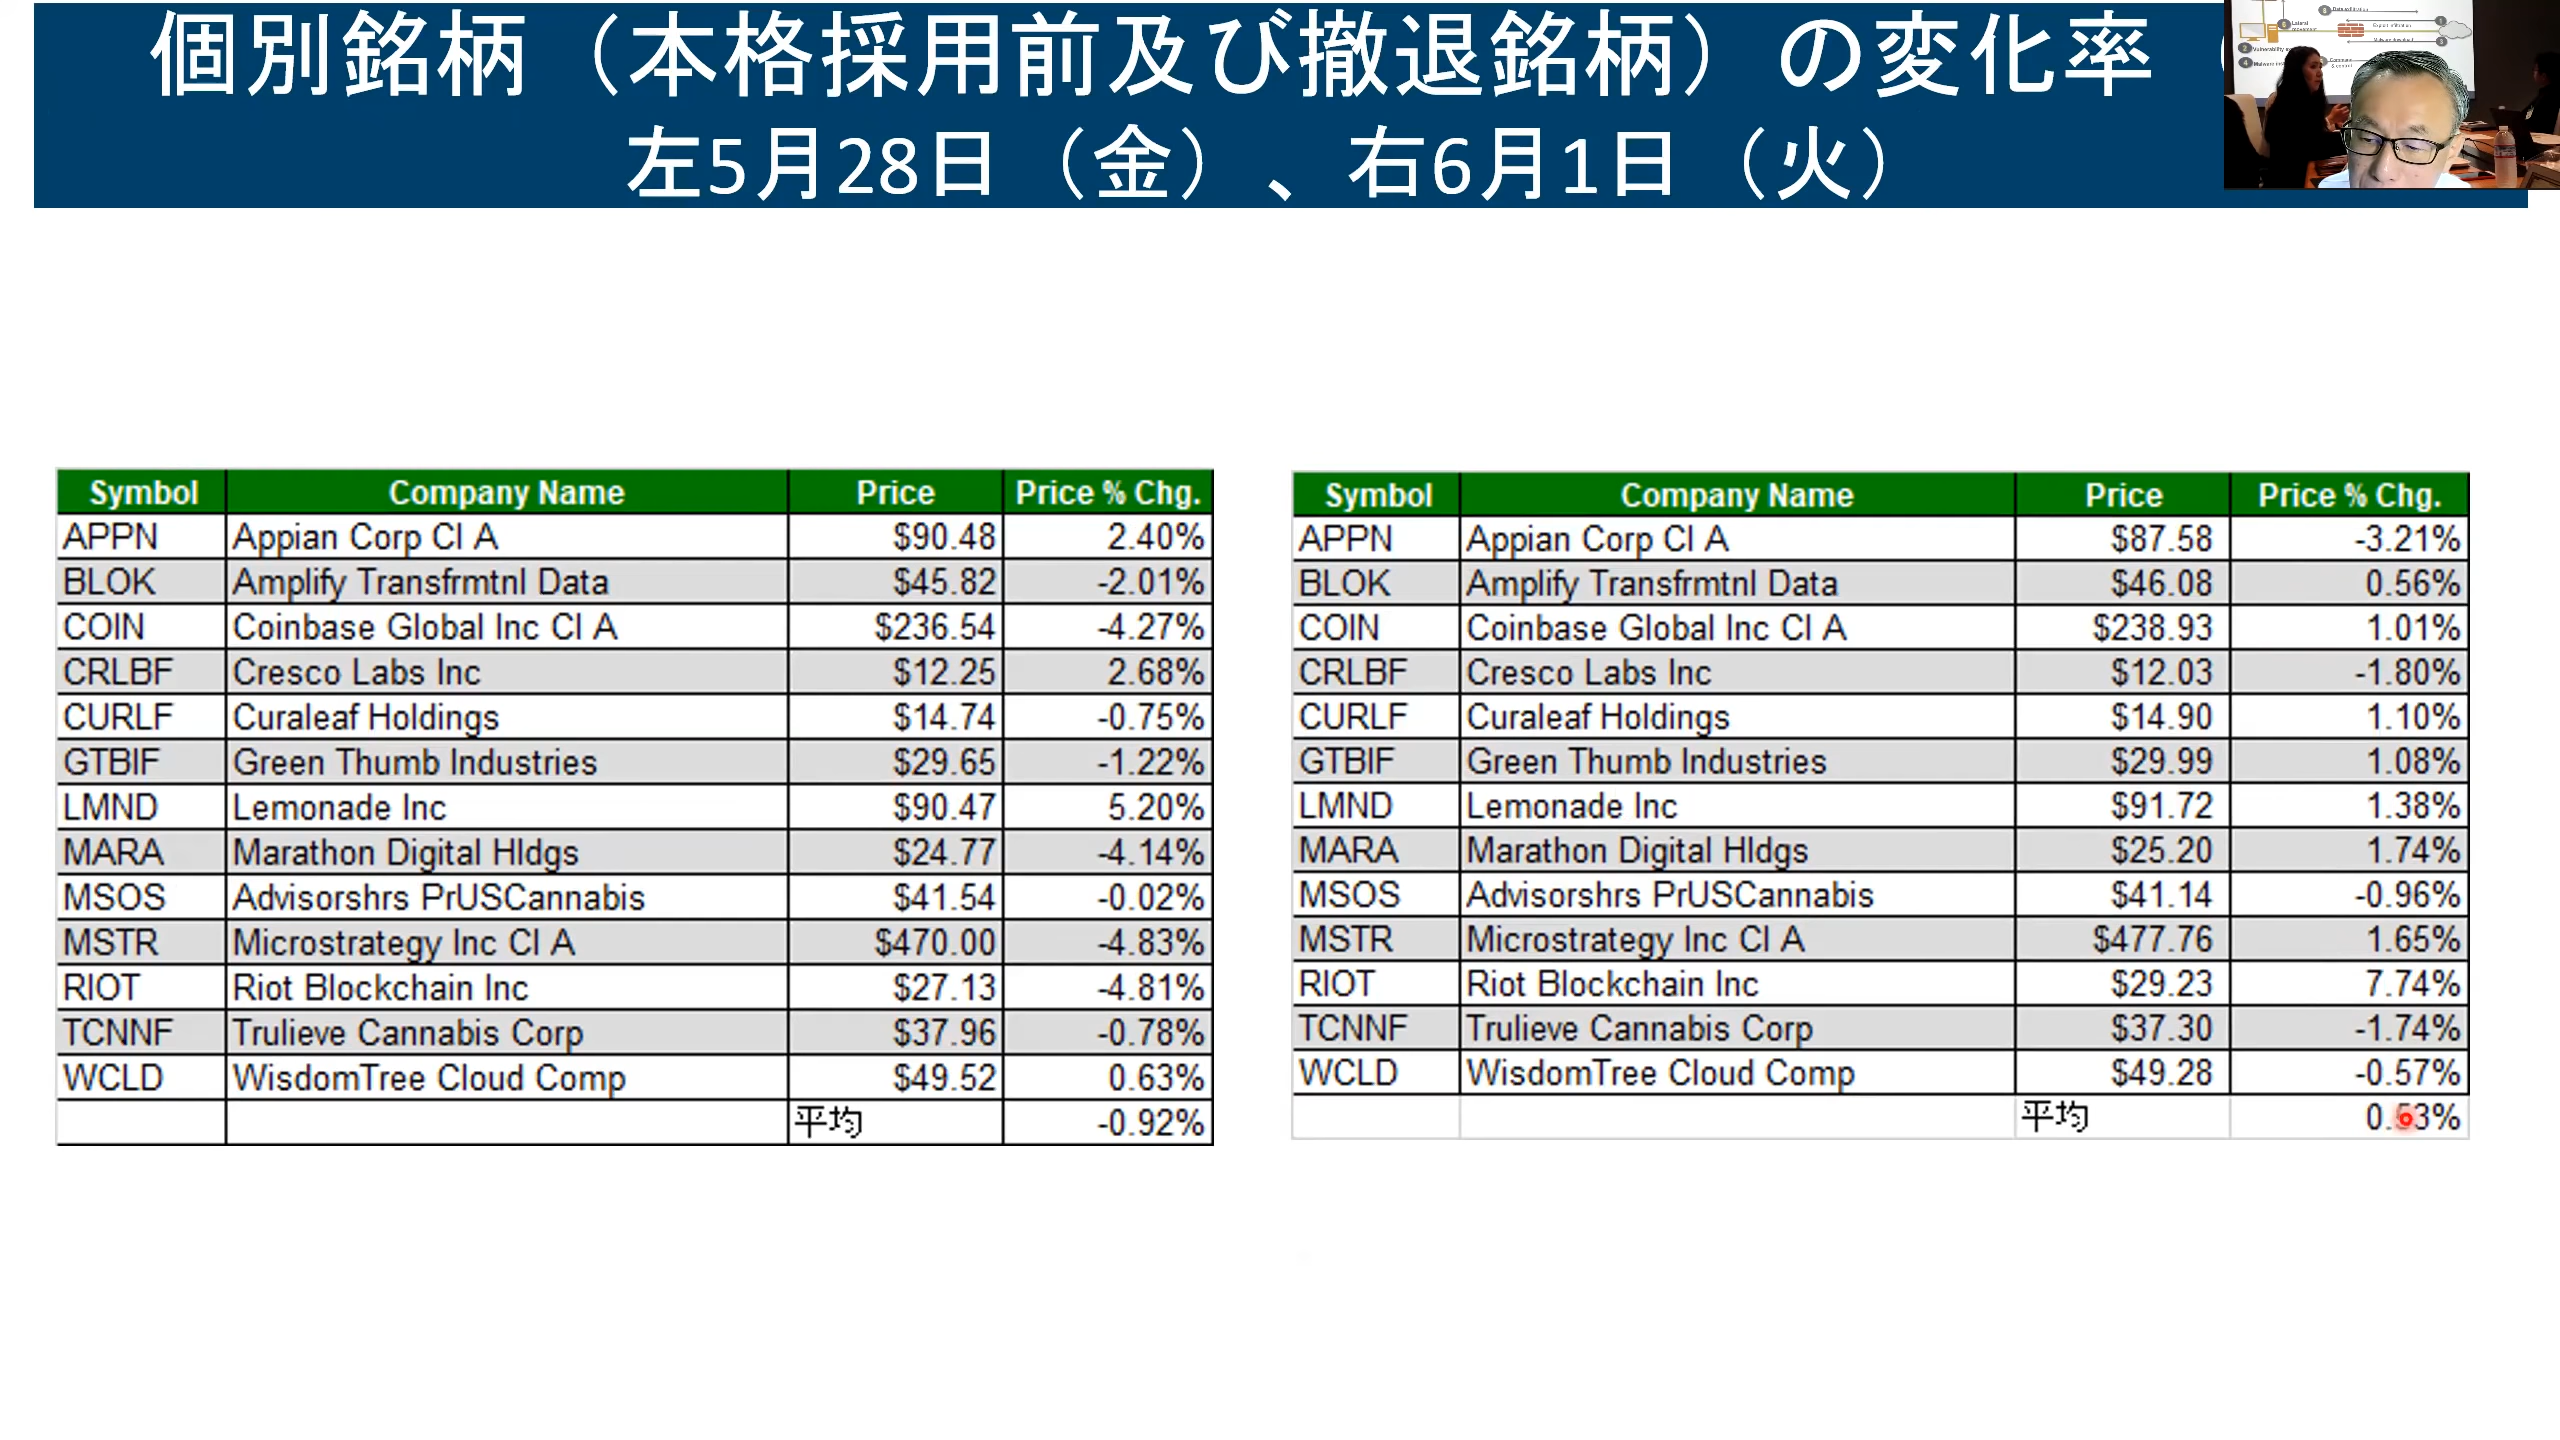 個別銘柄（本格採用前及び撤退銘柄）の変化率
左5月28日（金）、右6月1日（火）
Symbol Company Name Price Price % Chg.
APPN Appian Corp Cl A $90.48 2.40%
BLOK Amplify Transfrmtnl Data $45.82 -2.01%
COIN Coinbase Global Inc Cl A $236.54 -4.27%
CRLBF Cresco Labs Inc $12.25 2.68%
CURLF Curaleaf Holdings $14.74 -0.75%
GTBIF Green Thumb Industries $29.65 -1.22%
LMND Lemonade Inc $90.47 5.20%
MARA Marathon Digital Hldgs $24.77 -4.14%
MSOS Advisorshrs PrUSCannabis $41.54 -0.02%
MSTR Microstrategy Inc Cl A $470.00 -4.83%
RIOT Riot Blockchain Inc $27.13 -4.81%
TCNNF Trulieve Cannabis Corp $37.96 -0.78%
WCLD WisdomTree Cloud Comp $49.52 0.63%
平均 -0.92%
Symbol Company Name Price Price % Chg.
APPN Appian Corp Cl A $87.58 -3.21%
BLOK Amplify Transfrmtnl Data $46.08 0.56%
COIN Coinbase Global Inc Cl A $238.93 1.01%
CRLBF Cresco Labs Inc $12.03 -1.80%
CURLF Curaleaf Holdings $14.90 1.10%
GTBIF Green Thumb Industries $29.99 1.08%
LMND Lemonade Inc $91.72 1.38%
MARA Marathon Digital Hldgs $25.20 1.74%
MSOS Advisorshrs PrUSCannabis $41.14 -0.96%
MSTR Microstrategy Inc Cl A $477.76 1.65%
RIOT Riot Blockchain Inc $29.23 7.74%
TCNNF Trulieve Cannabis Corp $37.30 -1.74%
WCLD WisdomTree Cloud Comp $49.28 -0.57%
平均 0.53%